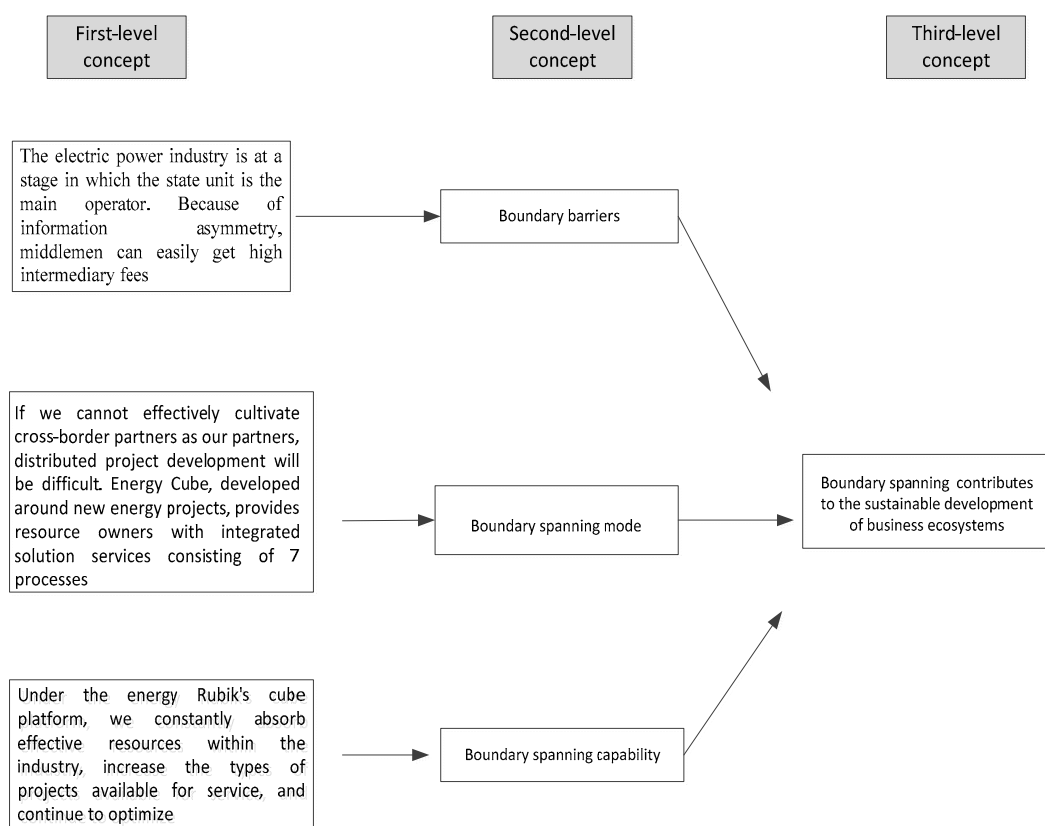 First-level
concept
Second-level
concept
Third-level
concept
The electric power industry is at a
stage in which the state unit is the
main operator. Because of
information asymmetry,
middlemen can easily get high
intermediary fees
Boundary barriers
If we cannot effectively cultivate
cross-border partners as our partners,
distributed project development will
be difficult. Energy Cube, developed
around new energy projects, provides
resource owners with integrated
solution services consisting of 7
processes
Boundary spanning mode
Boundary spanning contributes
to the sustainable development
of business ecosystems
Under the energy Rubik's cube
platform, we constantly absorb
effective resources within the
industry, increase the types of
projects available for service, and
continue to optimize
Boundary spanning capability